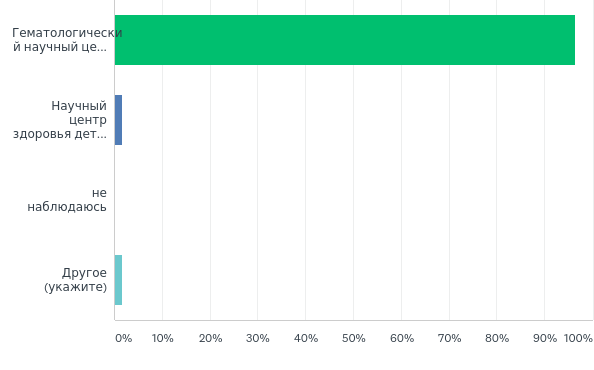 Гематологически
й научный це...
Научный
центр
здоровья дет...
не
наблюдаюсь
Другое
(укажите)
0% 10% 20% 30% 40% 50% 60% 70% 80% 90% 100%